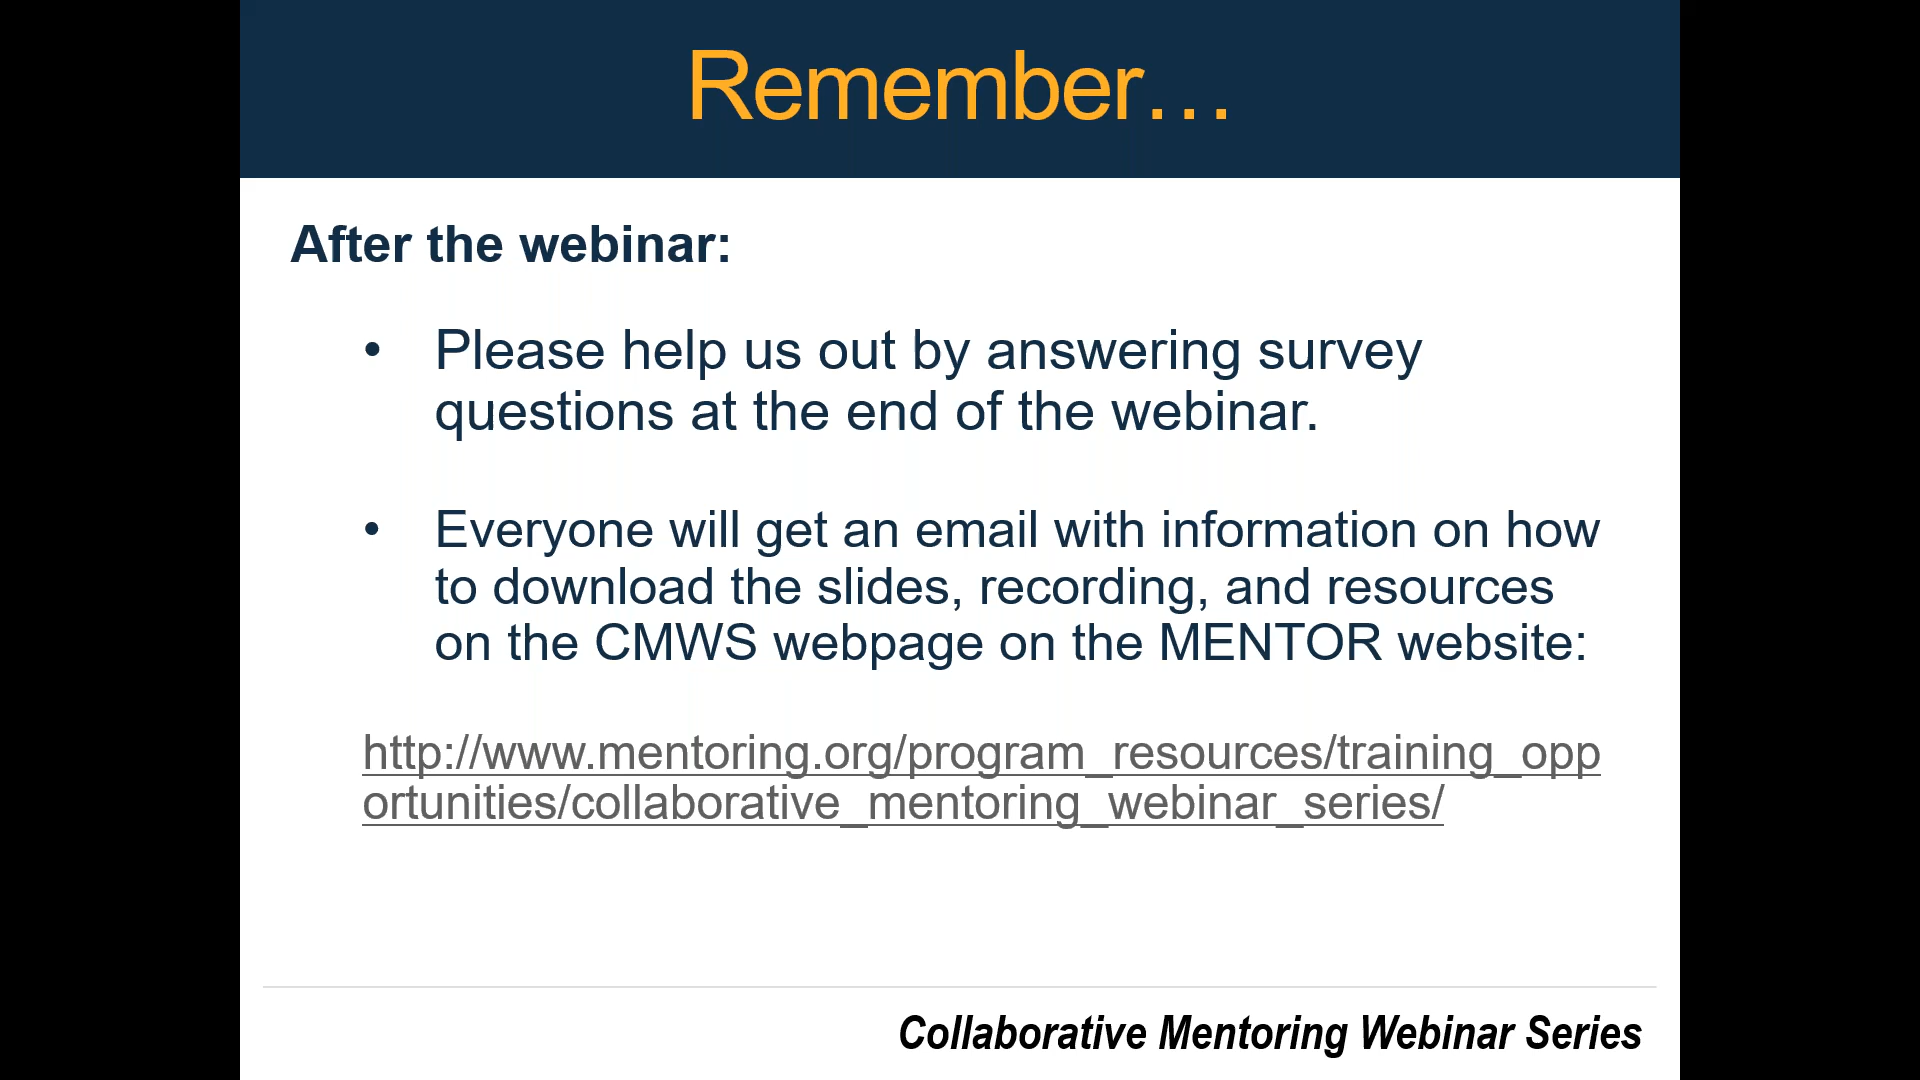 Remember…
After the webinar:
• Please help us out by answering survey
questions at the end of the webinar.
• Everyone will get an email with information on how
to download the slides, recording, and resources
on the CMWS webpage on the MENTOR website:
http://www.mentoring.org/program_resources/training_opp
ortunities/collaborative_mentoring_webinar_series/
Collaborative Mentoring Webinar Series